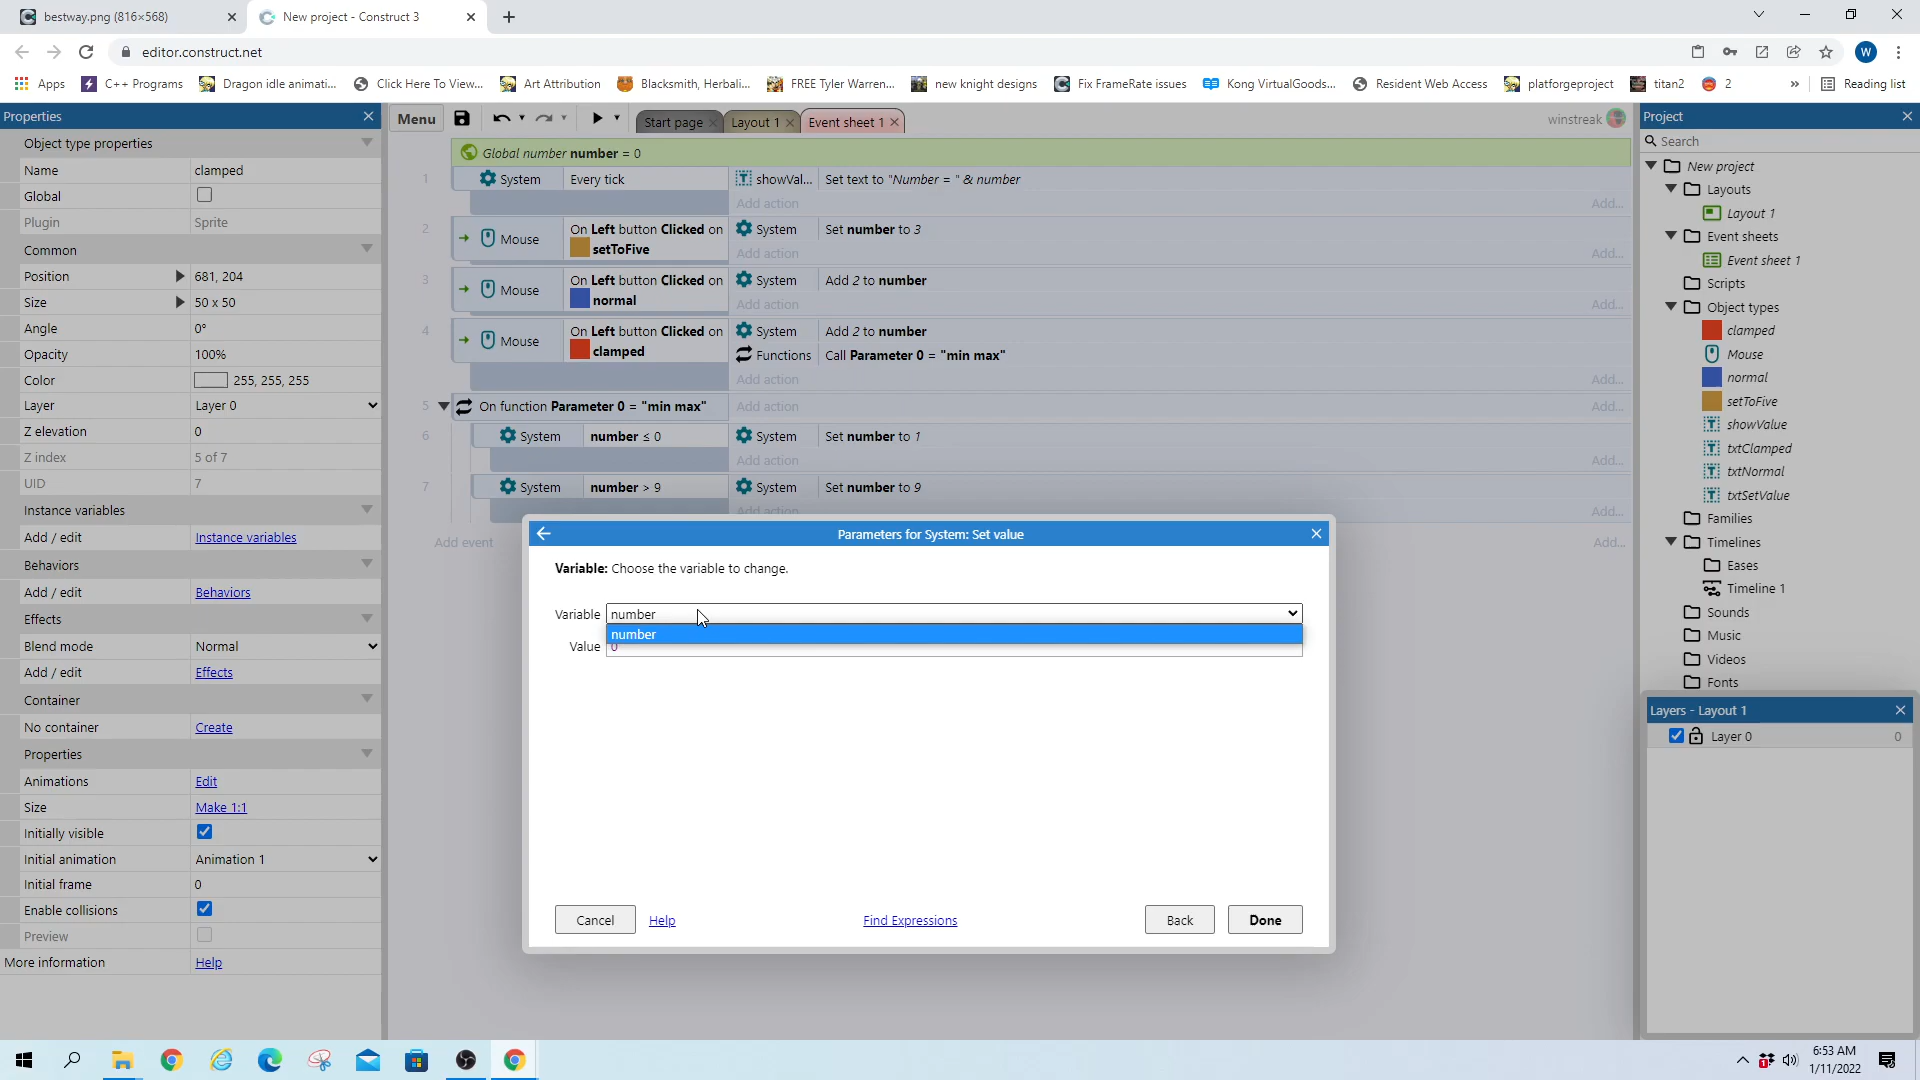 bestway.png (816×568)
New project - Construct 3
editor.construct.net
W
Apps
C++ Programs
Dragon idle animati...
Click Here To View...
Art Attribution
Blacksmith, Herbali...
FREE Tyler Warren...
new knight designs
Fix FrameRate issues
Kong VirtualGoods...
Resident Web Access
platforgeproject
titan2
2
»
Reading list
Properties
Menu
Start page
Layout 1
Event sheet 1
winstreak
Project
Object type properties
Name clamped
Global
Plugin Sprite
Common
Position 681, 204
Size 50 x 50
Angle 0°
Opacity 100%
Color 255, 255, 255
Layer Layer 0
Z elevation 0
Z index 5 of 7
UID 7
Instance variables
Add / edit Instance variables
Behaviors
Add / edit Behaviors
Effects
Blend mode Normal
Add / edit Effects
Container
No container Create
Properties
Animations Edit
Size Make 1:1
Initially visible
Initial animation Animation 1
Initial frame 0
Enable collisions
Preview
More information Help
Global number number = 0
1 System Every tick showVal... Set text to "Number = " & number
Add action Add...
2 Mouse On Left button Clicked on setToFive System Set number to 3
Add action Add...
3 Mouse On Left button Clicked on normal System Add 2 to number
Add action Add...
4 Mouse On Left button Clicked on clamped System Add 2 to number
Functions Call Parameter 0 = "min max"
Add action Add...
5 On function Parameter 0 = "min max" Add action Add...
6 System number ≤ 0 System Set number to 1
Add action Add...
7 System number > 9 System Set number to 9
Add action Add...
Add event Add...
Parameters for System: Set value
Variable: Choose the variable to change.
Variable number
number
Value 0
Cancel
Help
Find Expressions
Back
Done
Search
New project
Layouts
Layout 1
Event sheets
Event sheet 1
Scripts
Object types
clamped
Mouse
normal
setToFive
showValue
txtClamped
txtNormal
txtSetValue
Families
Timelines
Eases
Timeline 1
Sounds
Music
Videos
Fonts
Layers - Layout 1
Layer 0 0
6:53 AM
1/11/2022